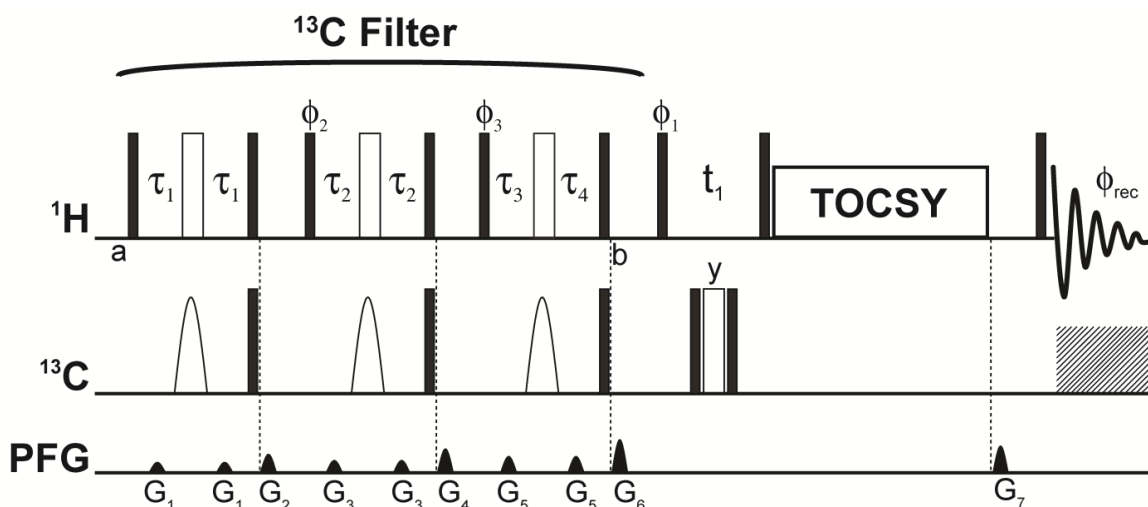 ¹³C Filter
ϕ₂ ϕ₃ ϕ₁
τ₁ τ₁ τ₂ τ₂ τ₃ τ₄ t₁ ϕrec
¹H TOCSY
a b
y
¹³C
PFG
G₁ G₁ G₂ G₃ G₃ G₄ G₅ G₅ G₆ G₇